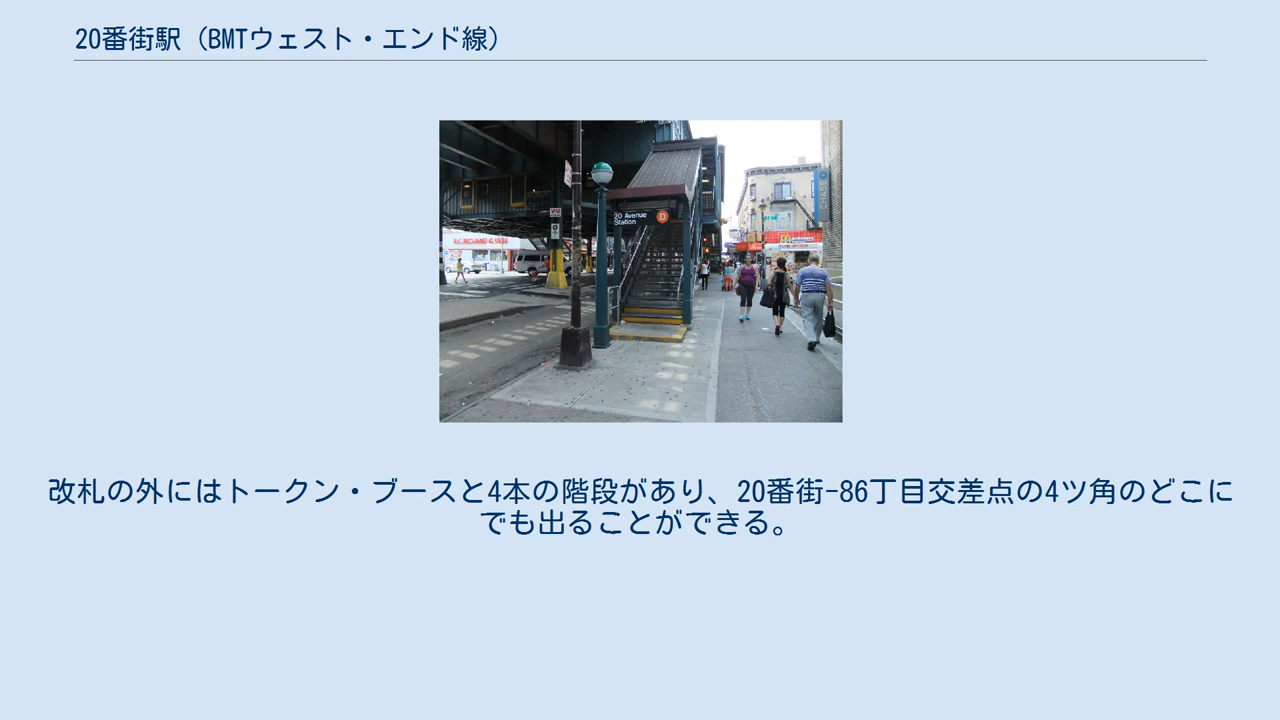 20番街駅（BMTウェスト・エンド線）
20 Avenue
Station
D
CHASE
P.C. RICHARD & SON
改札の外にはトークン・ブースと4本の階段があり、20番街-86丁目交差点の4ツ角のどこに
でも出ることができる。